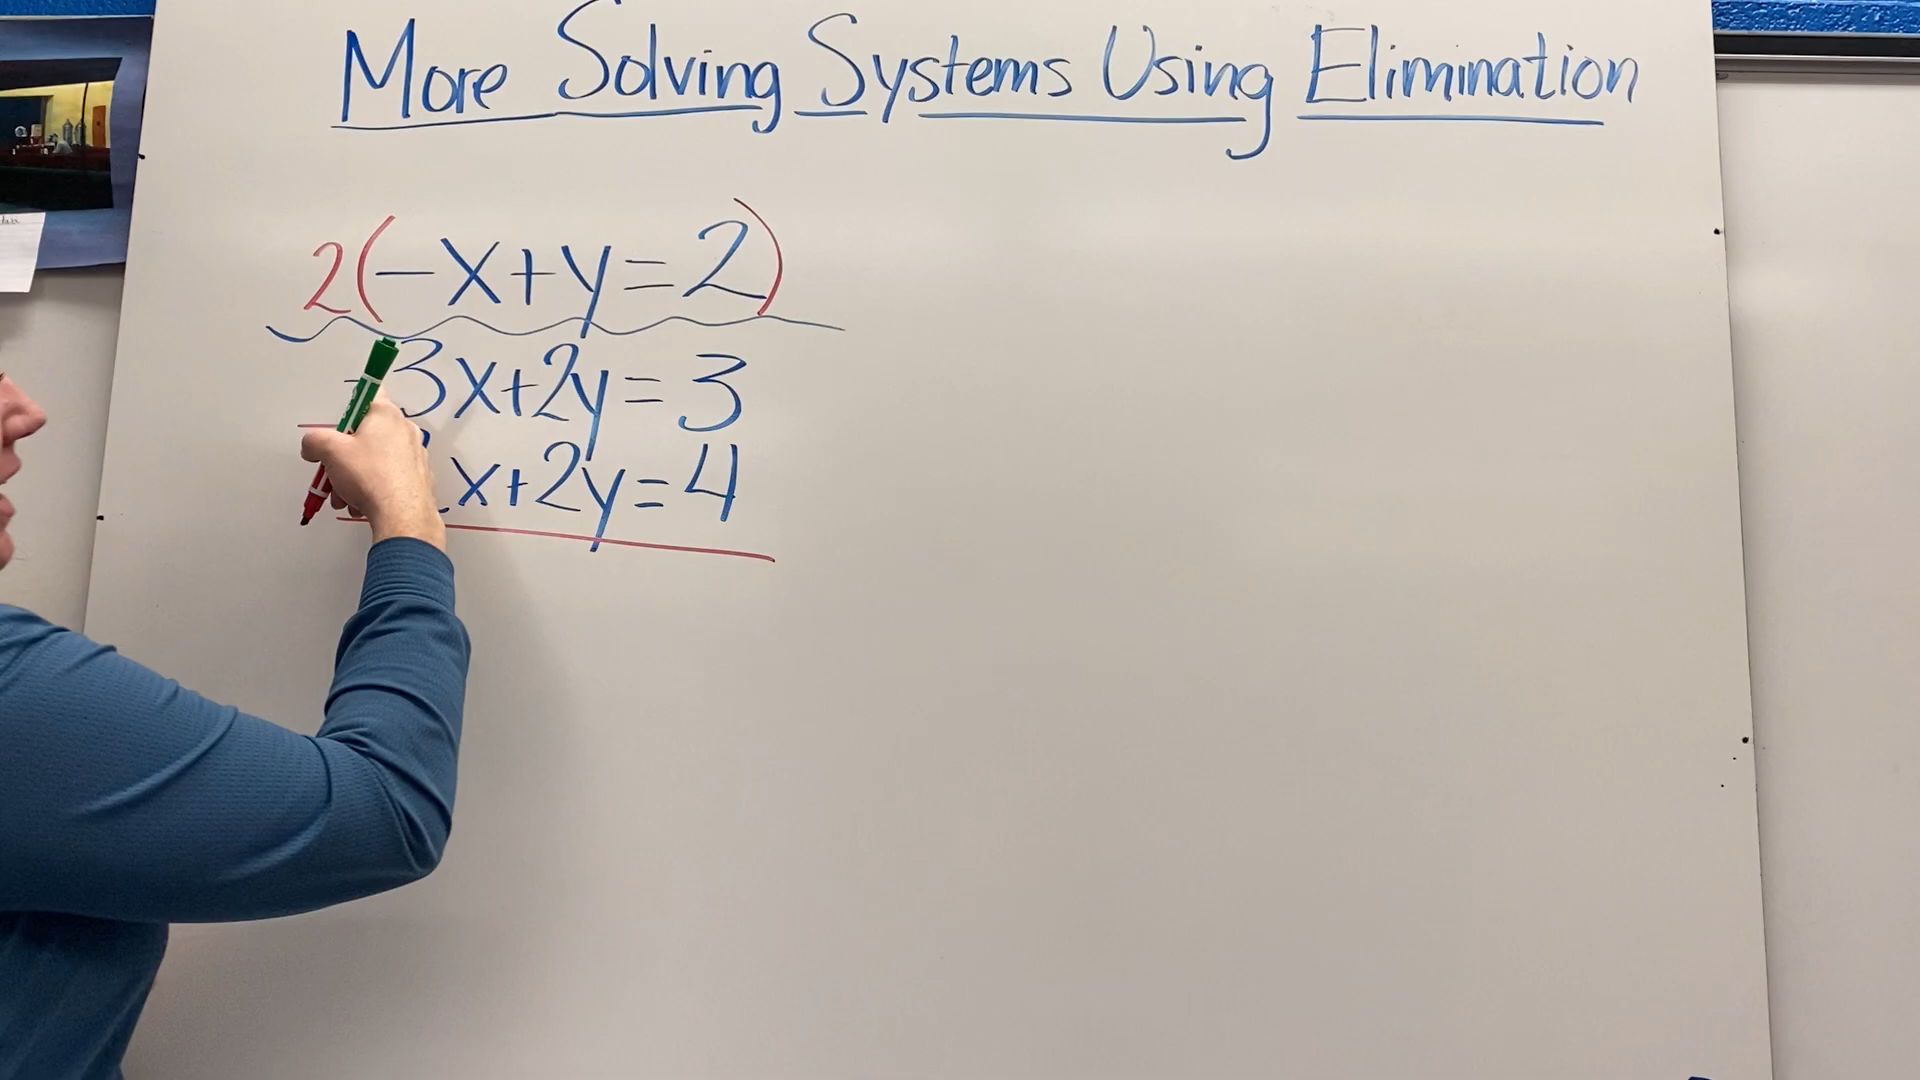 More Solving Systems Using Elimination
2(-x+y=2)
-3x+2y=3
x+2y=4